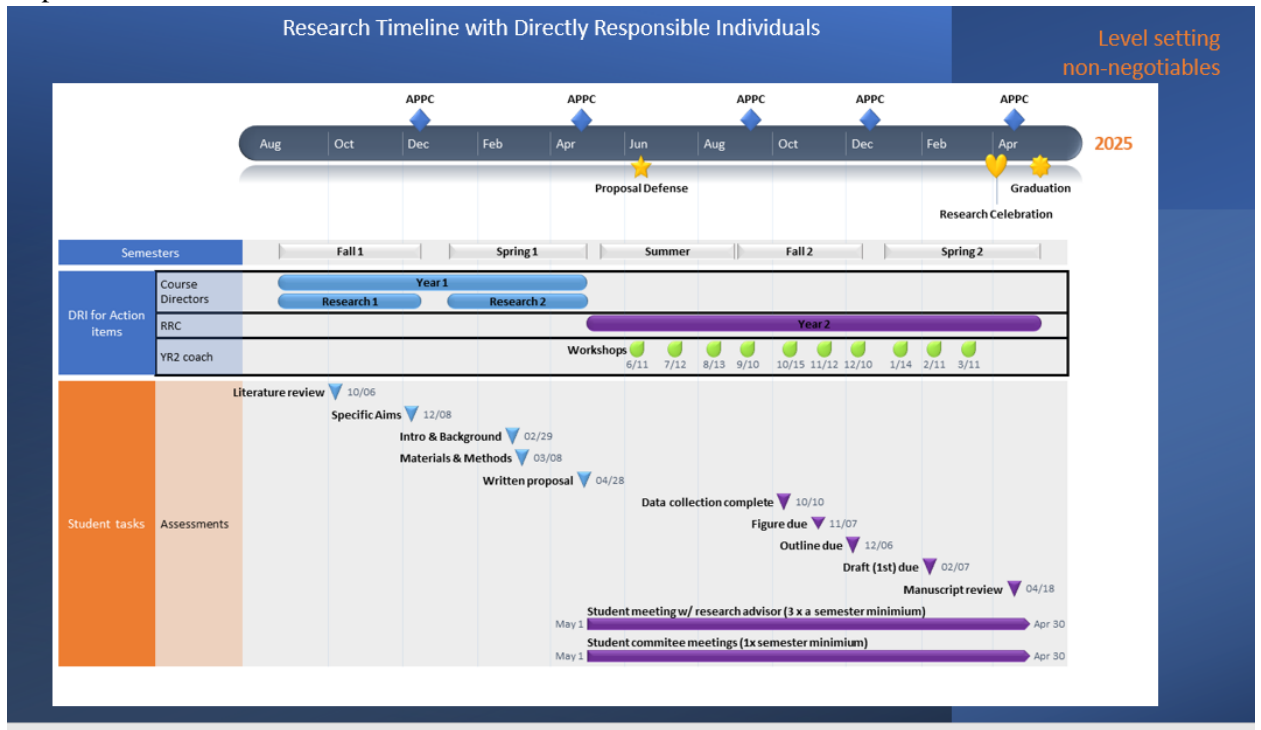 Research Timeline with Directly Responsible Individuals
Level setting
non-negotiables
APPC APPC APPC APPC APPC
Aug Oct Dec Feb Apr Jun Aug Oct Dec Feb Apr 2025
Proposal Defense
Graduation
Research Celebration
Semesters Fall 1 Spring 1 Summer Fall 2 Spring 2
DRI for Action
items
Course
Directors
Year 1
Research 1 Research 2
RRC Year 2
YR2 coach Workshops
6/11 7/12 8/13 9/10 10/15 11/12 12/10 1/14 2/11 3/11
Student tasks Assessments
Literature review 10/06
Specific Aims 12/08
Intro & Background 02/29
Materials & Methods 03/08
Written proposal 04/28
Data collection complete 10/10
Figure due 11/07
Outline due 12/06
Draft (1st) due 02/07
Manuscript review 04/18
Student meeting w/ research advisor (3 x a semester minimium)
May 1 Apr 30
Student commitee meetings (1x semester minimium)
May 1 Apr 30